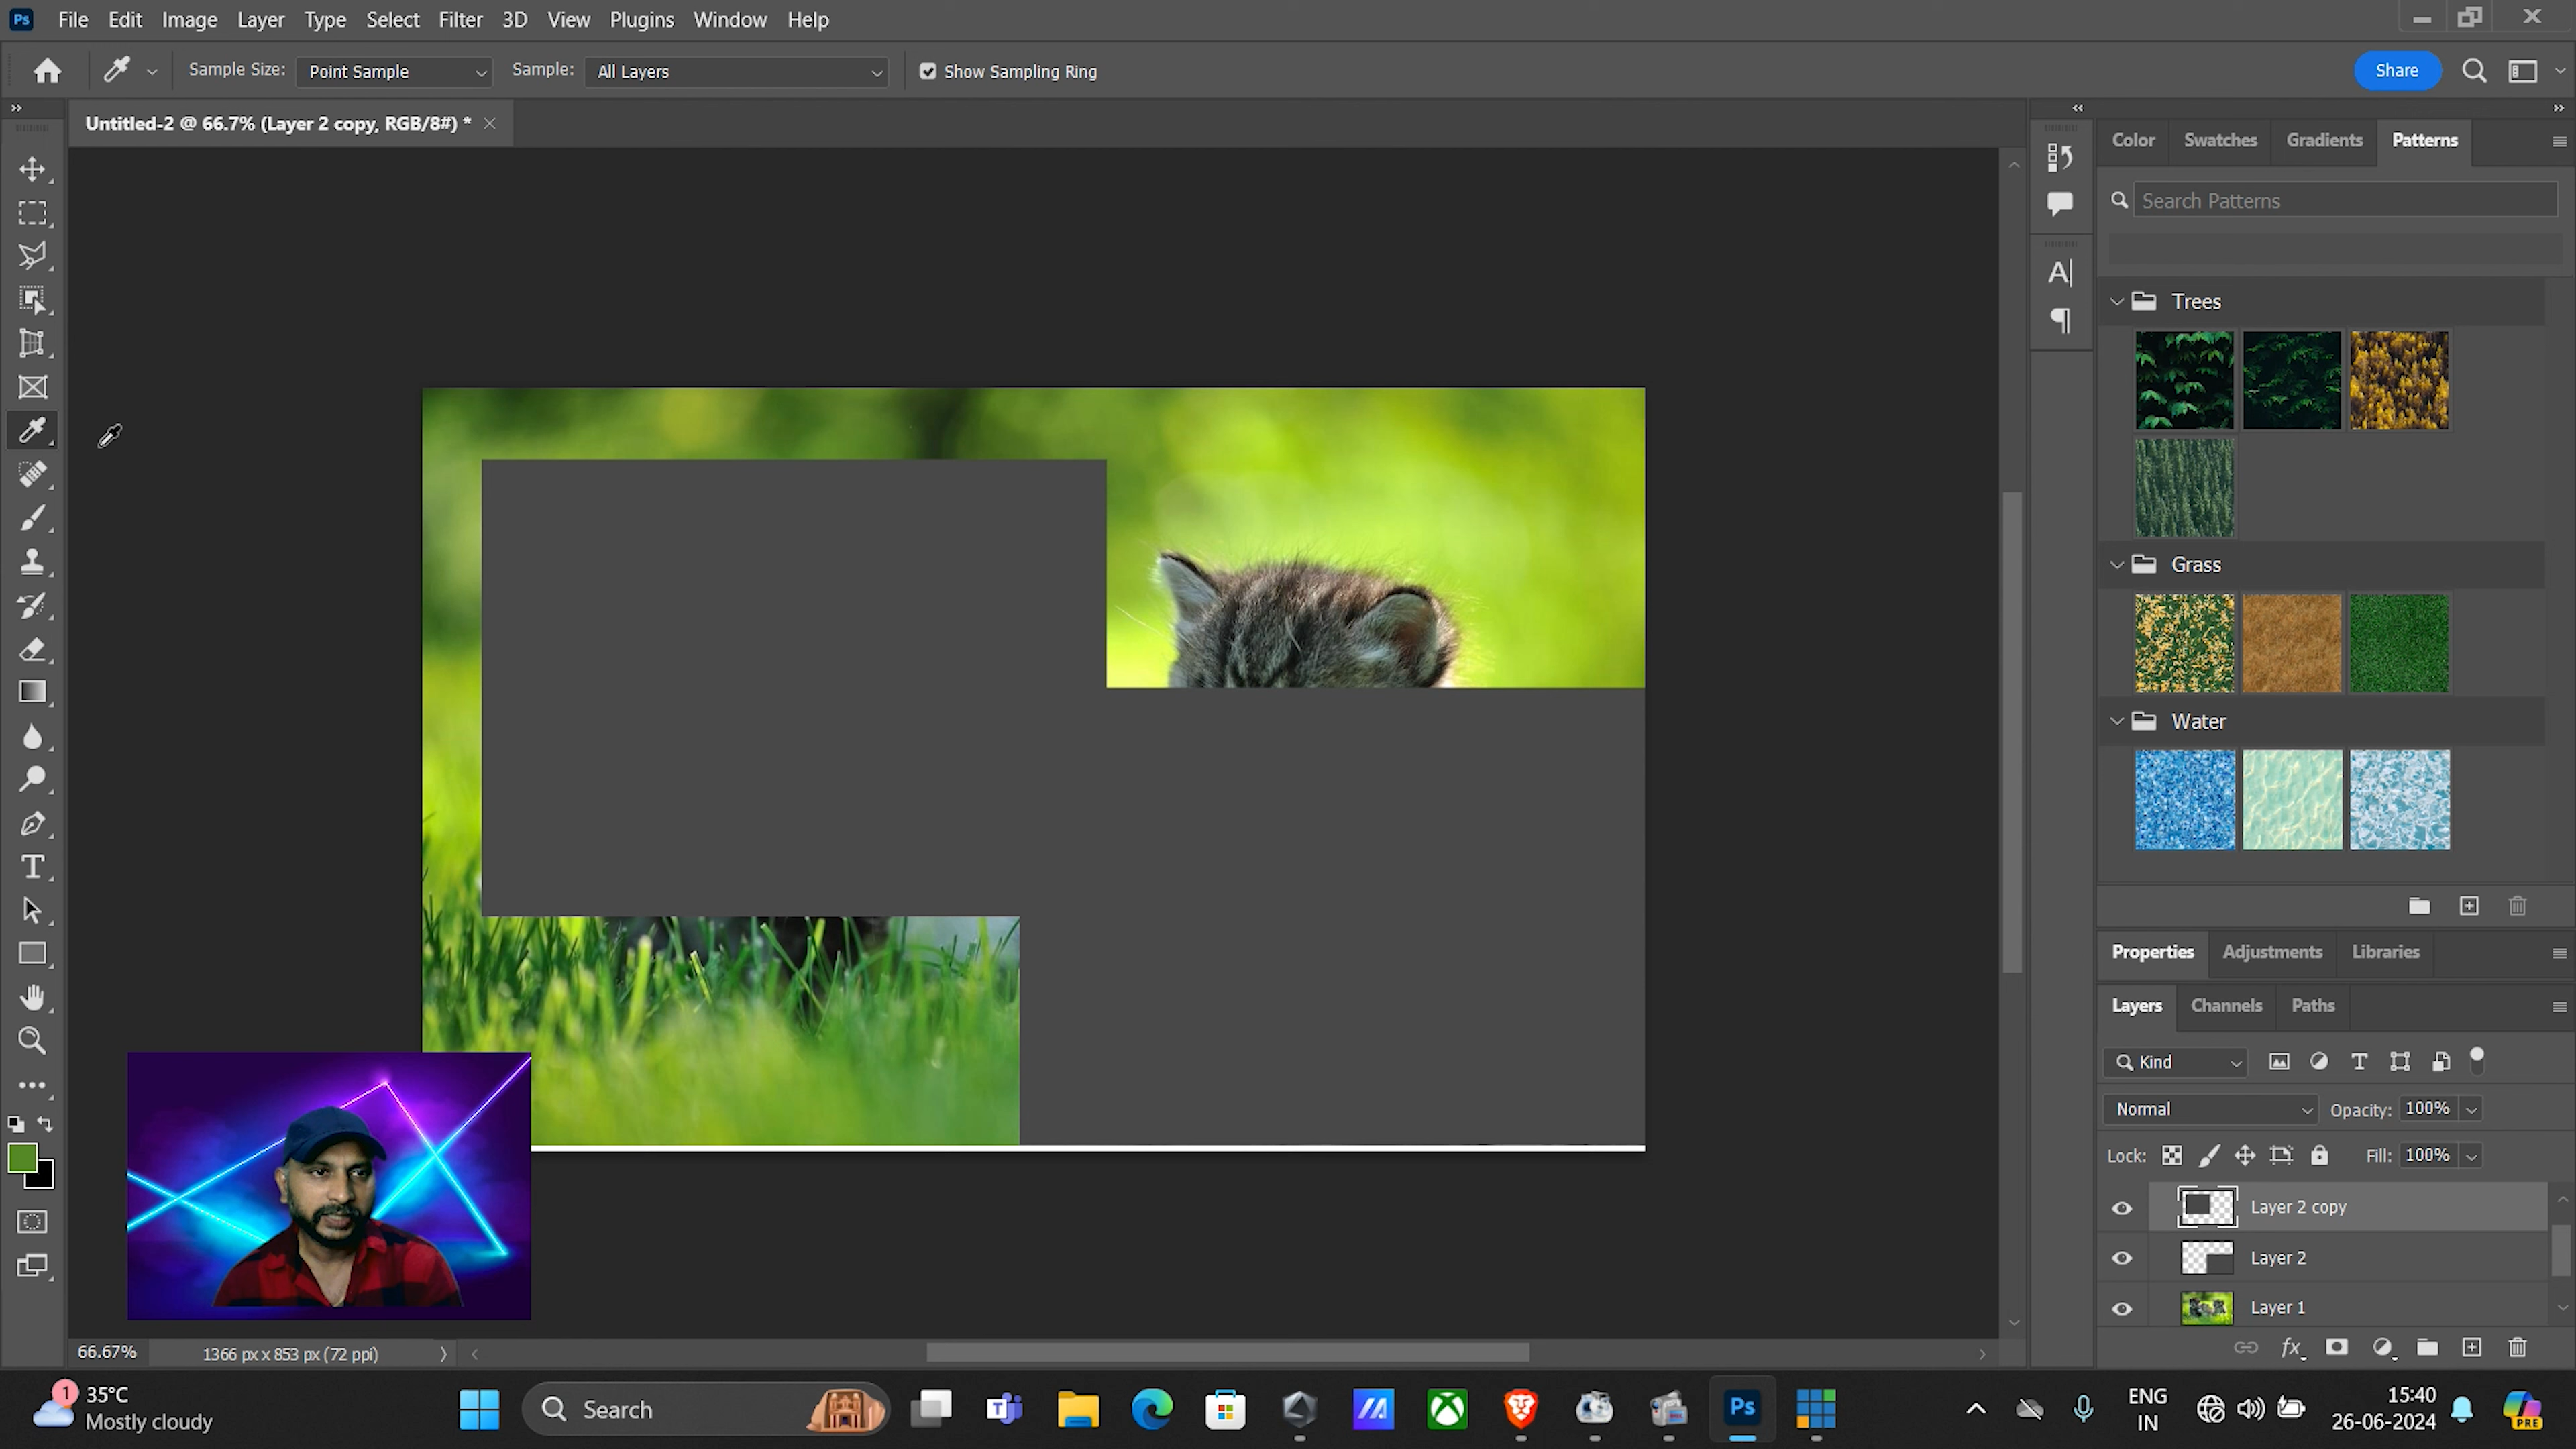 Ps File Edit Image Layer Type Select Filter 3D View Plugins Window Help
Sample Size: Point Sample Sample: All Layers Show Sampling Ring Share
Untitled-2 @ 66.7% (Layer 2 copy, RGB/8#) *
Color Swatches Gradients Patterns
Search Patterns
Trees
Grass
Water
Properties Adjustments Libraries
Layers Channels Paths
Kind
Normal Opacity: 100%
Lock: Fill: 100%
Layer 2 copy
Layer 2
Layer 1
66.67% 1366 px x 853 px (72 ppi)
1 35°C
Mostly cloudy
Search
Ps
ENG
IN
15:40
26-06-2024
PRE